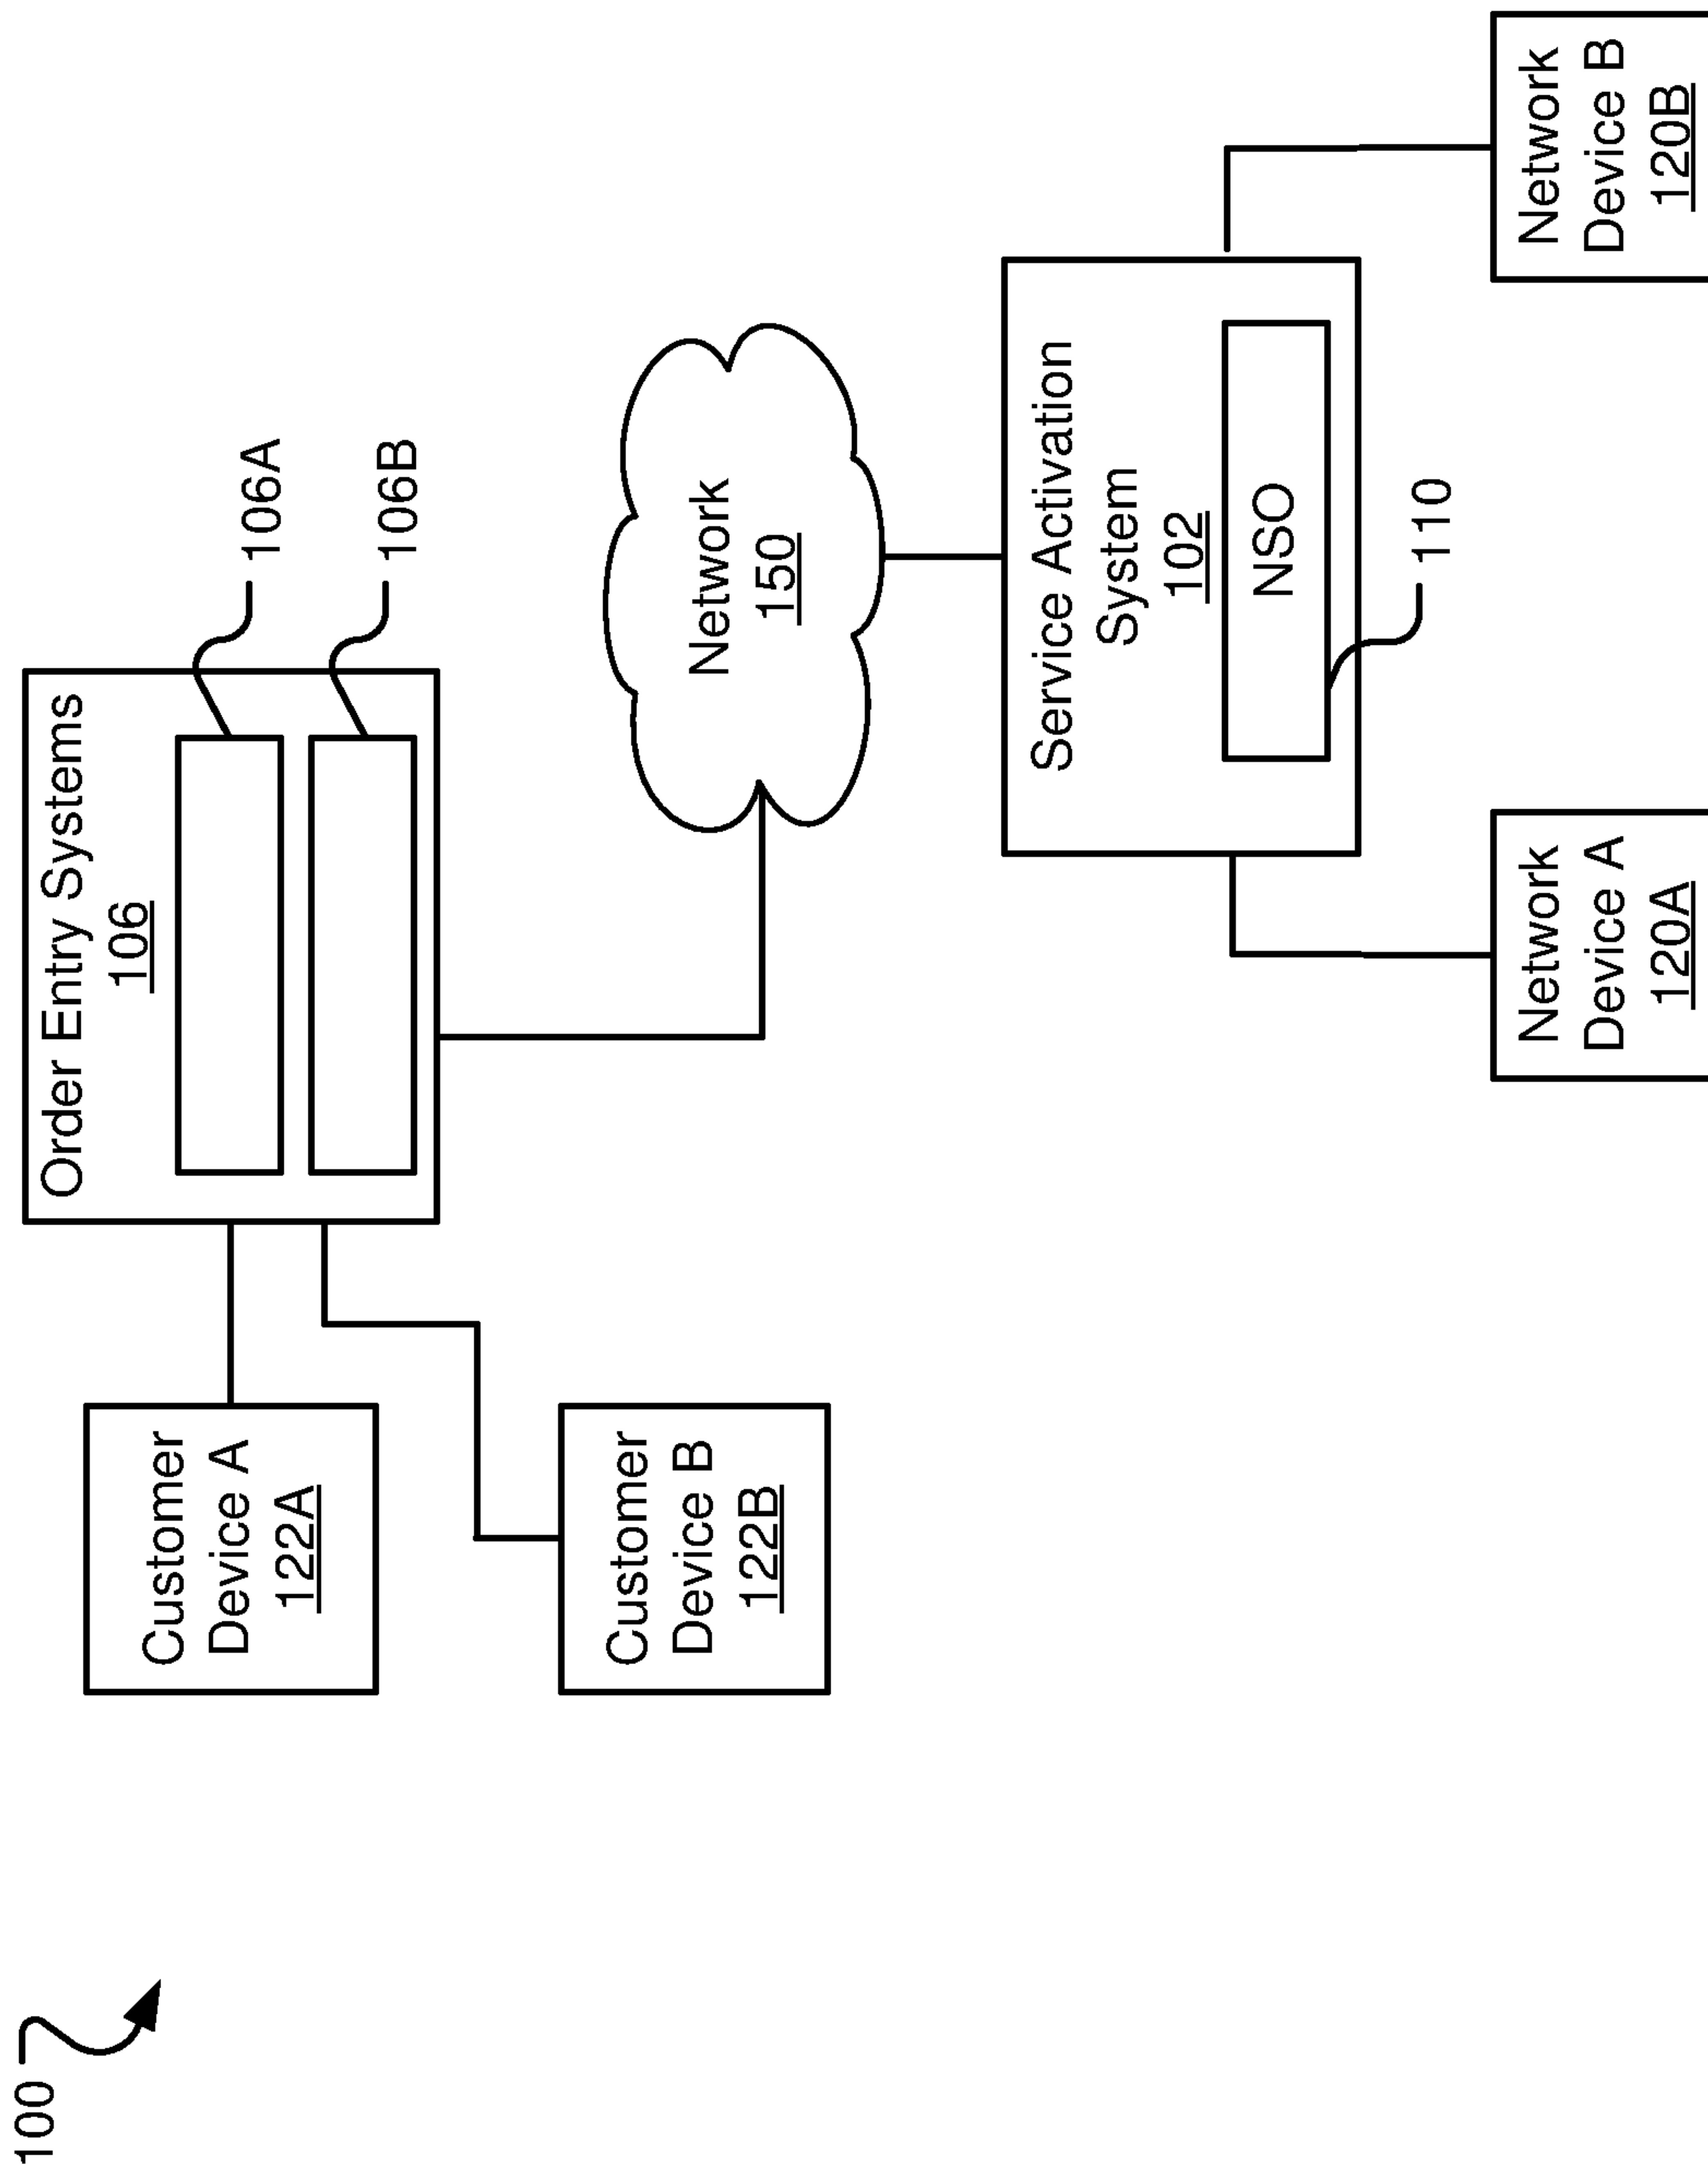 100
Customer
Device A
122A
Customer
Device B
122B
Order Entry Systems
106
106A
106B
Network
150
Service Activation
System
102
NSO
110
Network
Device A
120A
Network
Device B
120B